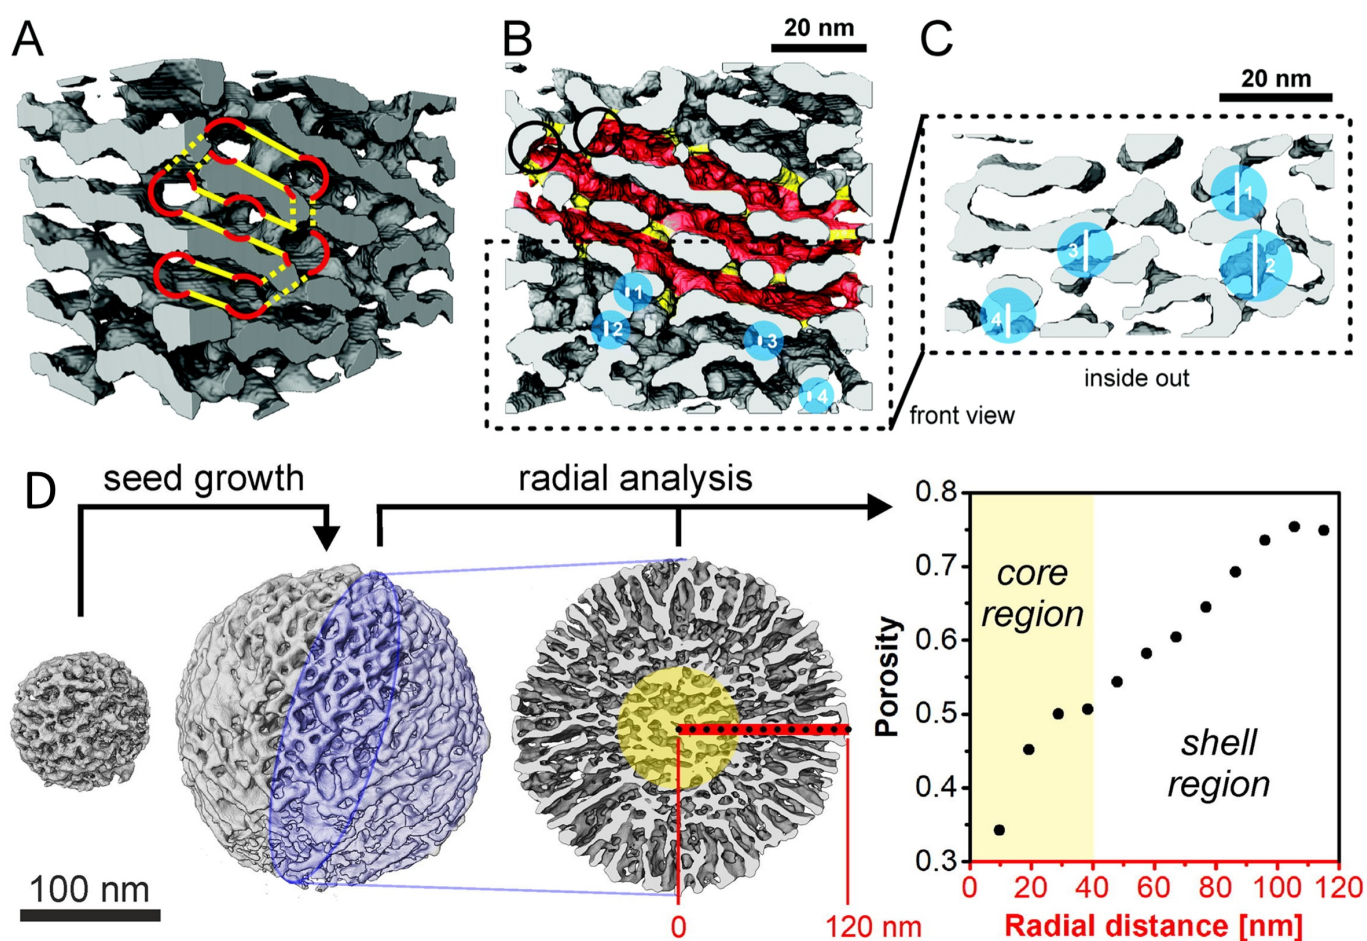 A
B
20 nm
C
20 nm
1
2
3
4
1
2
3
4
inside out
front view
D
seed growth
radial analysis
100 nm
0
120 nm
0.8
0.7
0.6
0.5
0.4
0.3
Porosity
core
region
shell
region
0 20 40 60 80 100 120
Radial distance [nm]